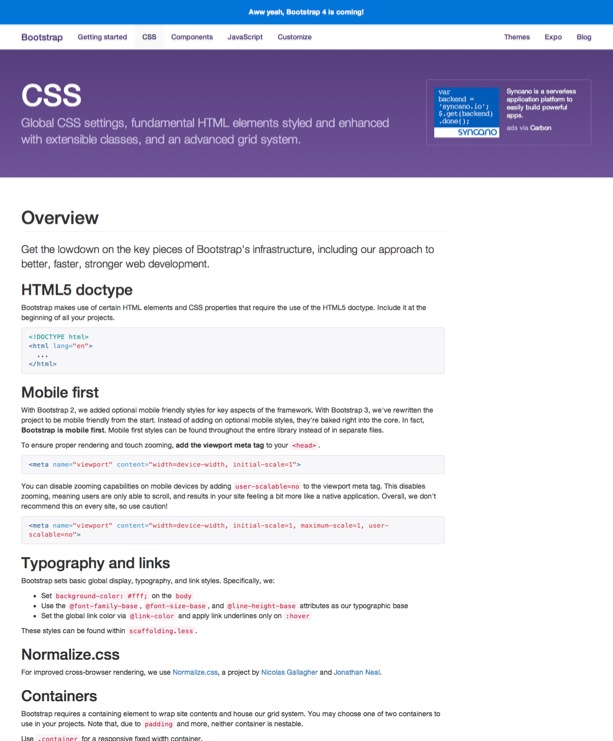 Aww yeah, Bootstrap 4 is coming!
Bootstrap Getting started CSS Components JavaScript Customize Themes Expo Blog
CSS
Global CSS settings, fundamental HTML elements styled and enhanced
with extensible classes, and an advanced grid system.
var
backend =
'syncano.io';
$.get(backend)
.done();
SYNCANO
Syncano is a serverless
application platform to
easily build powerful
apps.
ads via Carbon
Overview
Get the lowdown on the key pieces of Bootstrap's infrastructure, including our approach to
better, faster, stronger web development.
HTML5 doctype
Bootstrap makes use of certain HTML elements and CSS properties that require the use of the HTML5 doctype. Include it at the
beginning of all your projects.
<!DOCTYPE html>
<html lang="en">
...
</html>
Mobile first
With Bootstrap 2, we added optional mobile friendly styles for key aspects of the framework. With Bootstrap 3, we've rewritten the
project to be mobile friendly from the start. Instead of adding on optional mobile styles, they're baked right into the core. In fact,
Bootstrap is mobile first. Mobile first styles can be found throughout the entire library instead of in separate files.
To ensure proper rendering and touch zooming, add the viewport meta tag to your <head>.
<meta name="viewport" content="width=device-width, initial-scale=1">
You can disable zooming capabilities on mobile devices by adding user-scalable=no to the viewport meta tag. This disables
zooming, meaning users are only able to scroll, and results in your site feeling a bit more like a native application. Overall, we don't
recommend this on every site, so use caution!
<meta name="viewport" content="width=device-width, initial-scale=1, maximum-scale=1, user-
scalable=no">
Typography and links
Bootstrap sets basic global display, typography, and link styles. Specifically, we:
• Set background-color: #fff; on the body
• Use the @font-family-base, @font-size-base, and @line-height-base attributes as our typographic base
• Set the global link color via @link-color and apply link underlines only on :hover
These styles can be found within scaffolding.less.
Normalize.css
For improved cross-browser rendering, we use Normalize.css, a project by Nicolas Gallagher and Jonathan Neal.
Containers
Bootstrap requires a containing element to wrap site contents and house our grid system. You may choose one of two containers to
use in your projects. Note that, due to padding and more, neither container is nestable.
Use .container for a responsive fixed width container.